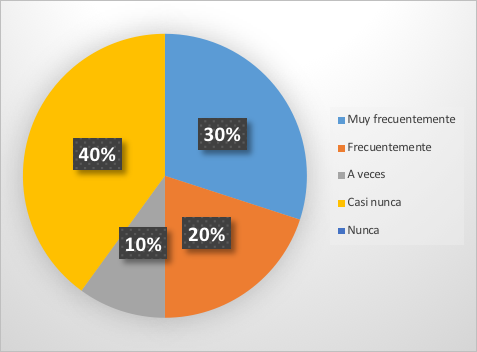 30%
20%
10%
40%
Muy frecuentemente
Frecuentemente
A veces
Casi nunca
Nunca